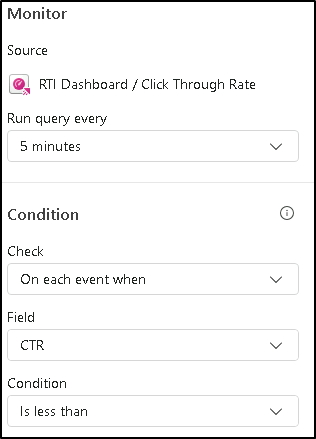 Monitor
Source
RTI Dashboard / Click Through Rate
Run query every
5 minutes
Condition
Check
On each event when
Field
CTR
Condition
Is less than